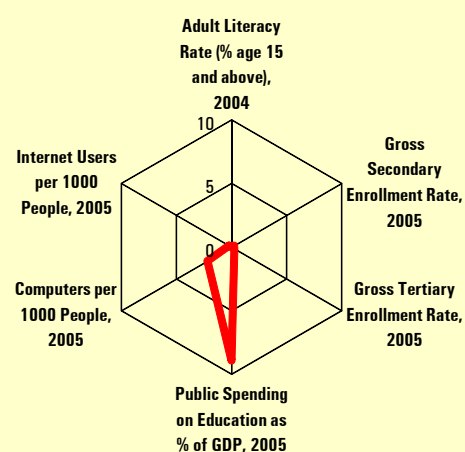 Adult Literacy
Rate (% age 15
and above),
2004
10
5
0
Gross
Secondary
Enrollment Rate,
2005
Gross Tertiary
Enrollment Rate,
2005
Public Spending
on Education as
% of GDP, 2005
Computers per
1000 People,
2005
Internet Users
per 1000
People, 2005